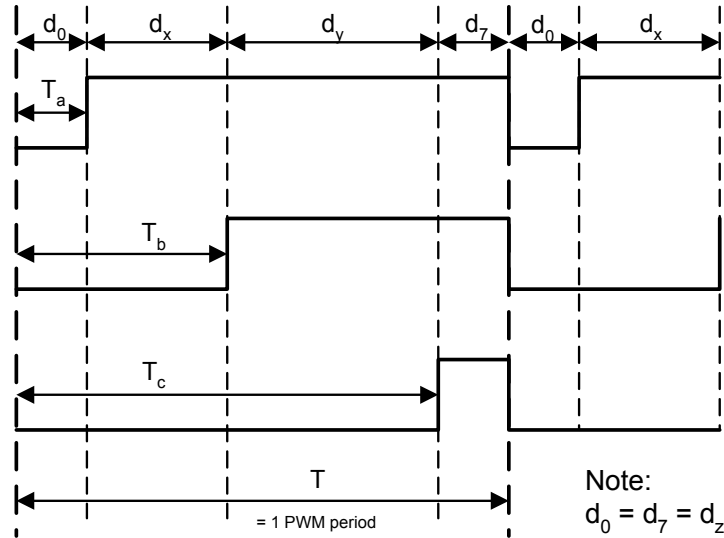 d0 dx dy d7 d0 dx
Ta
Tb
Tc
T
= 1 PWM period
Note:
d0 = d7 = dz